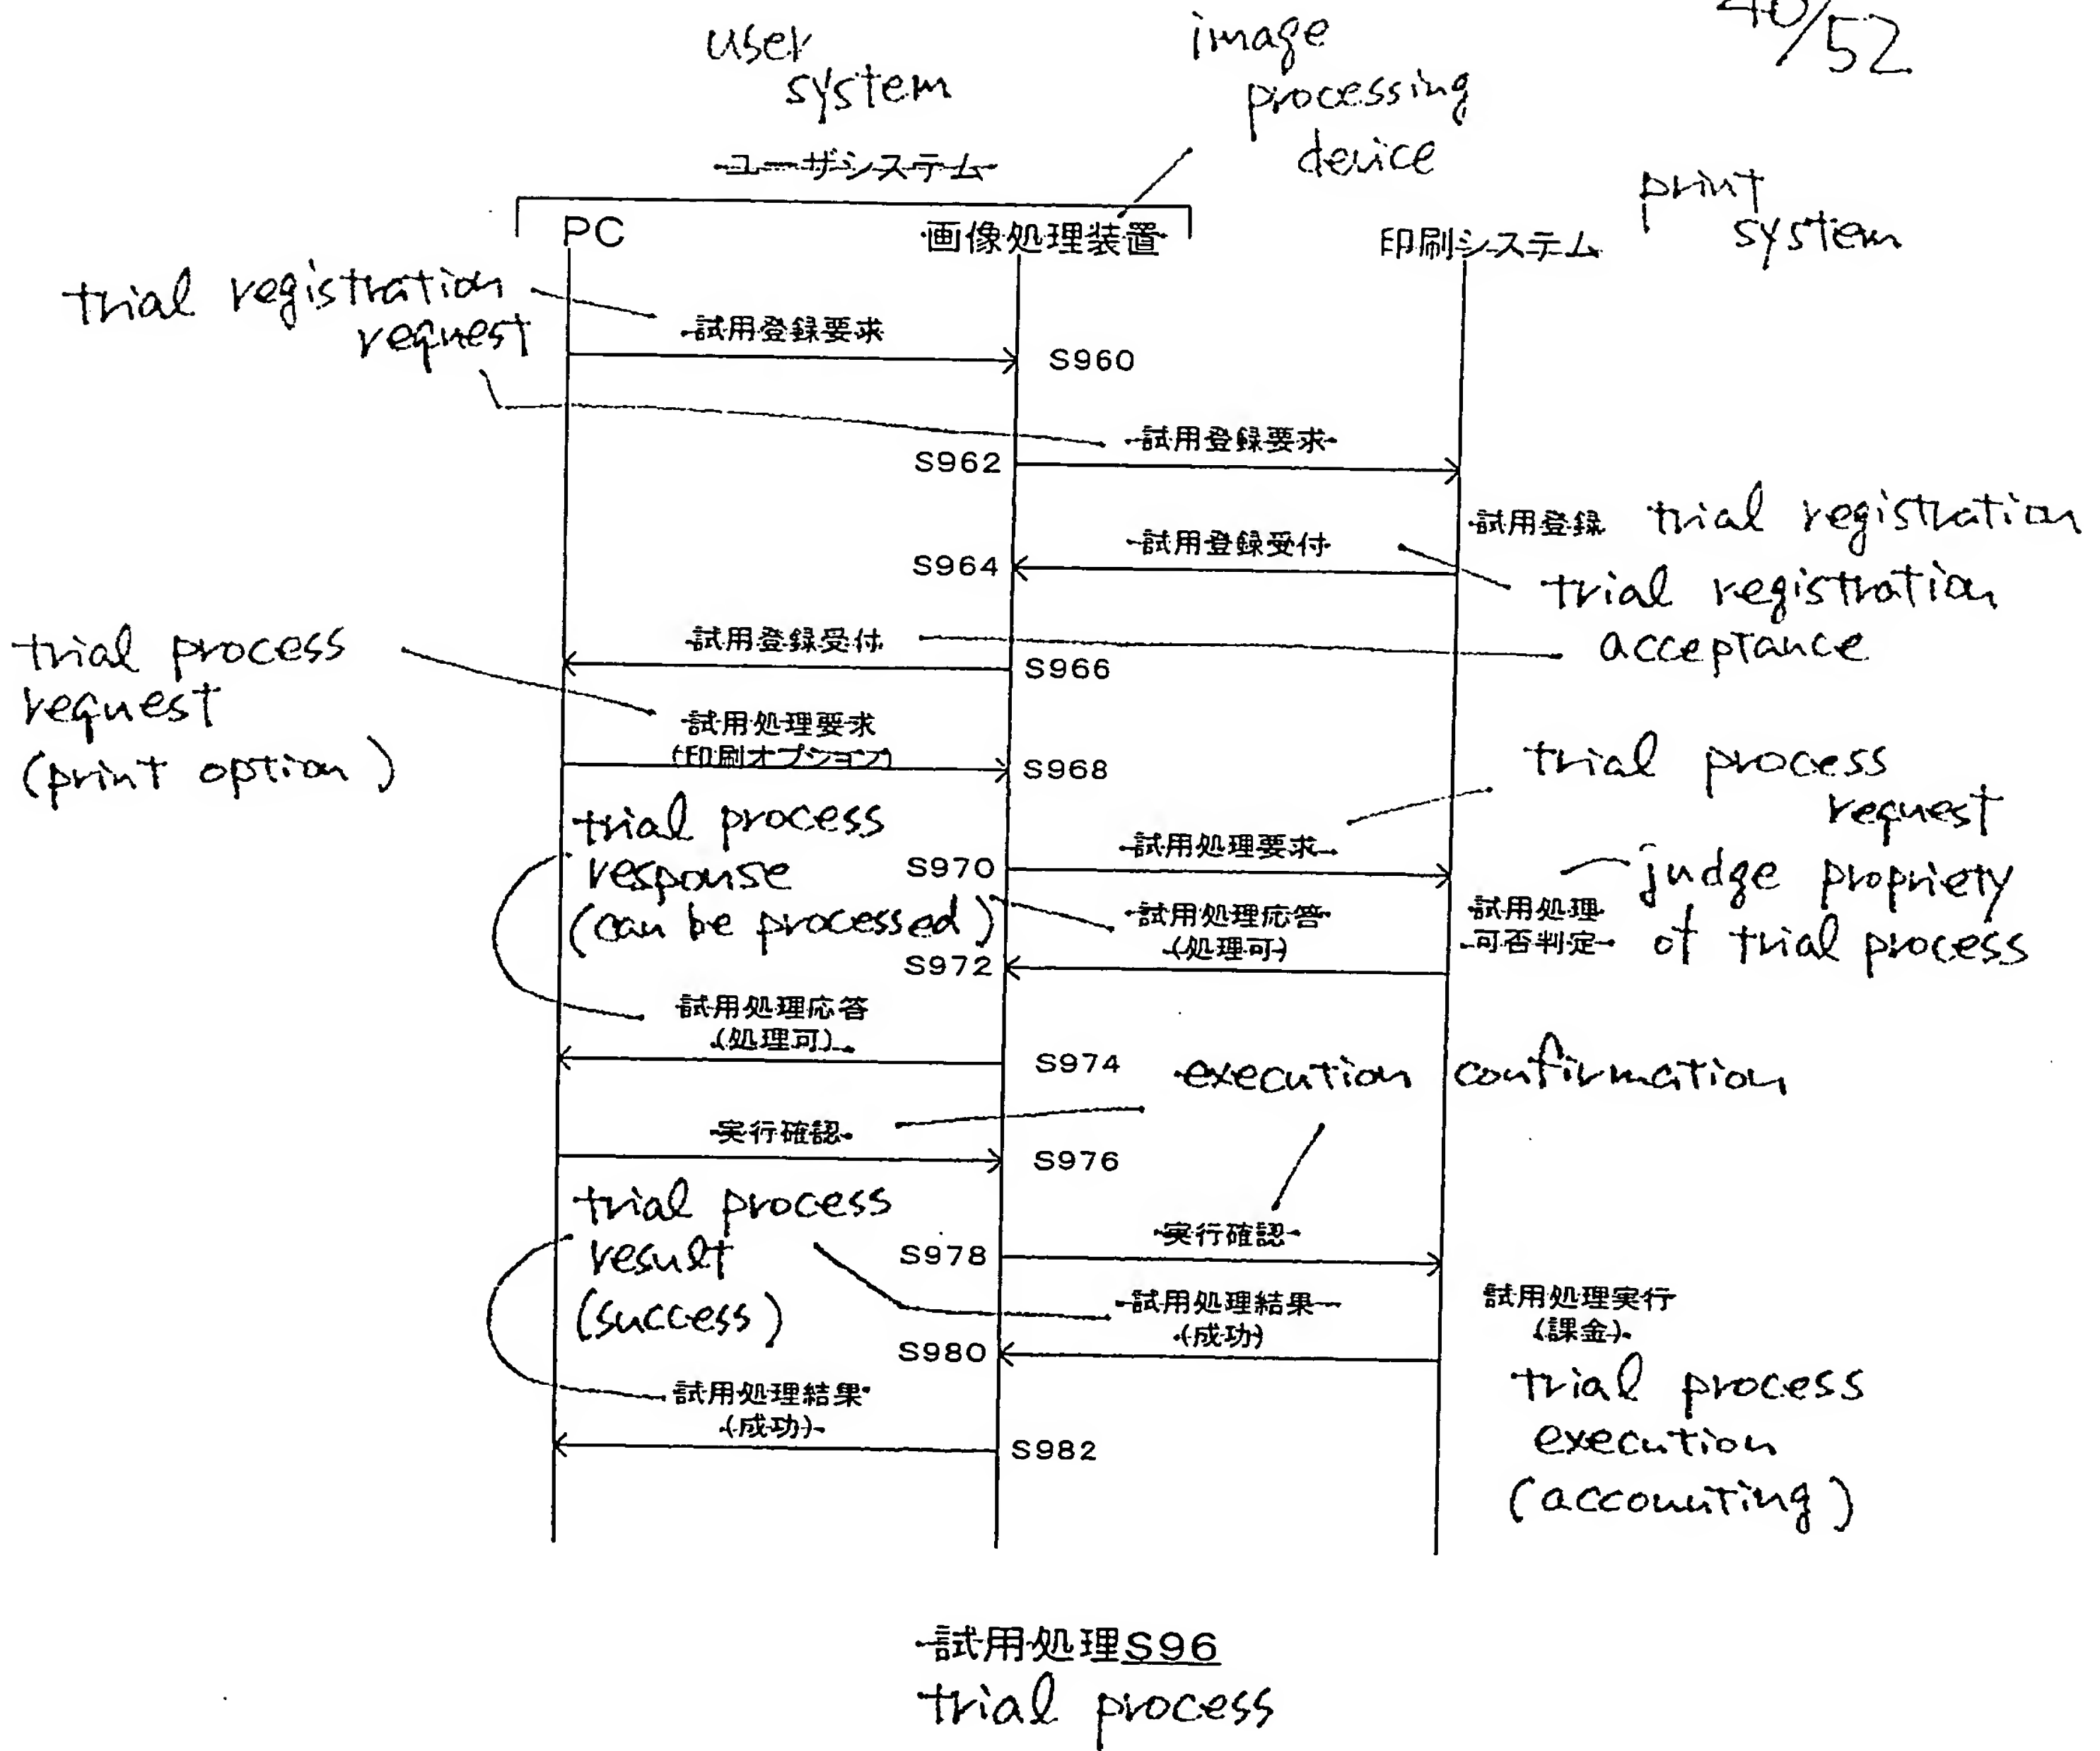 40/52
user
system
image
processing
device
ユーザシステム
print
system
PC
画像処理装置
印刷システム
trial registration
request
試用登録要求
S960
試用登録要求
S962
試用登録 trial registration
試用登録受付
S964
trial registration
acceptance
試用登録受付
S966
trial process
request
(print option)
試用処理要求
(印刷オプション)
S968
trial process
request
trial process
response
(can be processed)
試用処理要求
S970
judge propriety
of trial process
試用処理
可否判定
試用処理応答
(処理可)
S972
試用処理応答
(処理可)
S974
execution confirmation
実行確認
S976
trial process
result
(success)
実行確認
S978
試用処理結果
(成功)
S980
試用処理実行
(課金)
trial process
execution
(accounting)
試用処理結果
(成功)
S982
試用処理S96
trial process